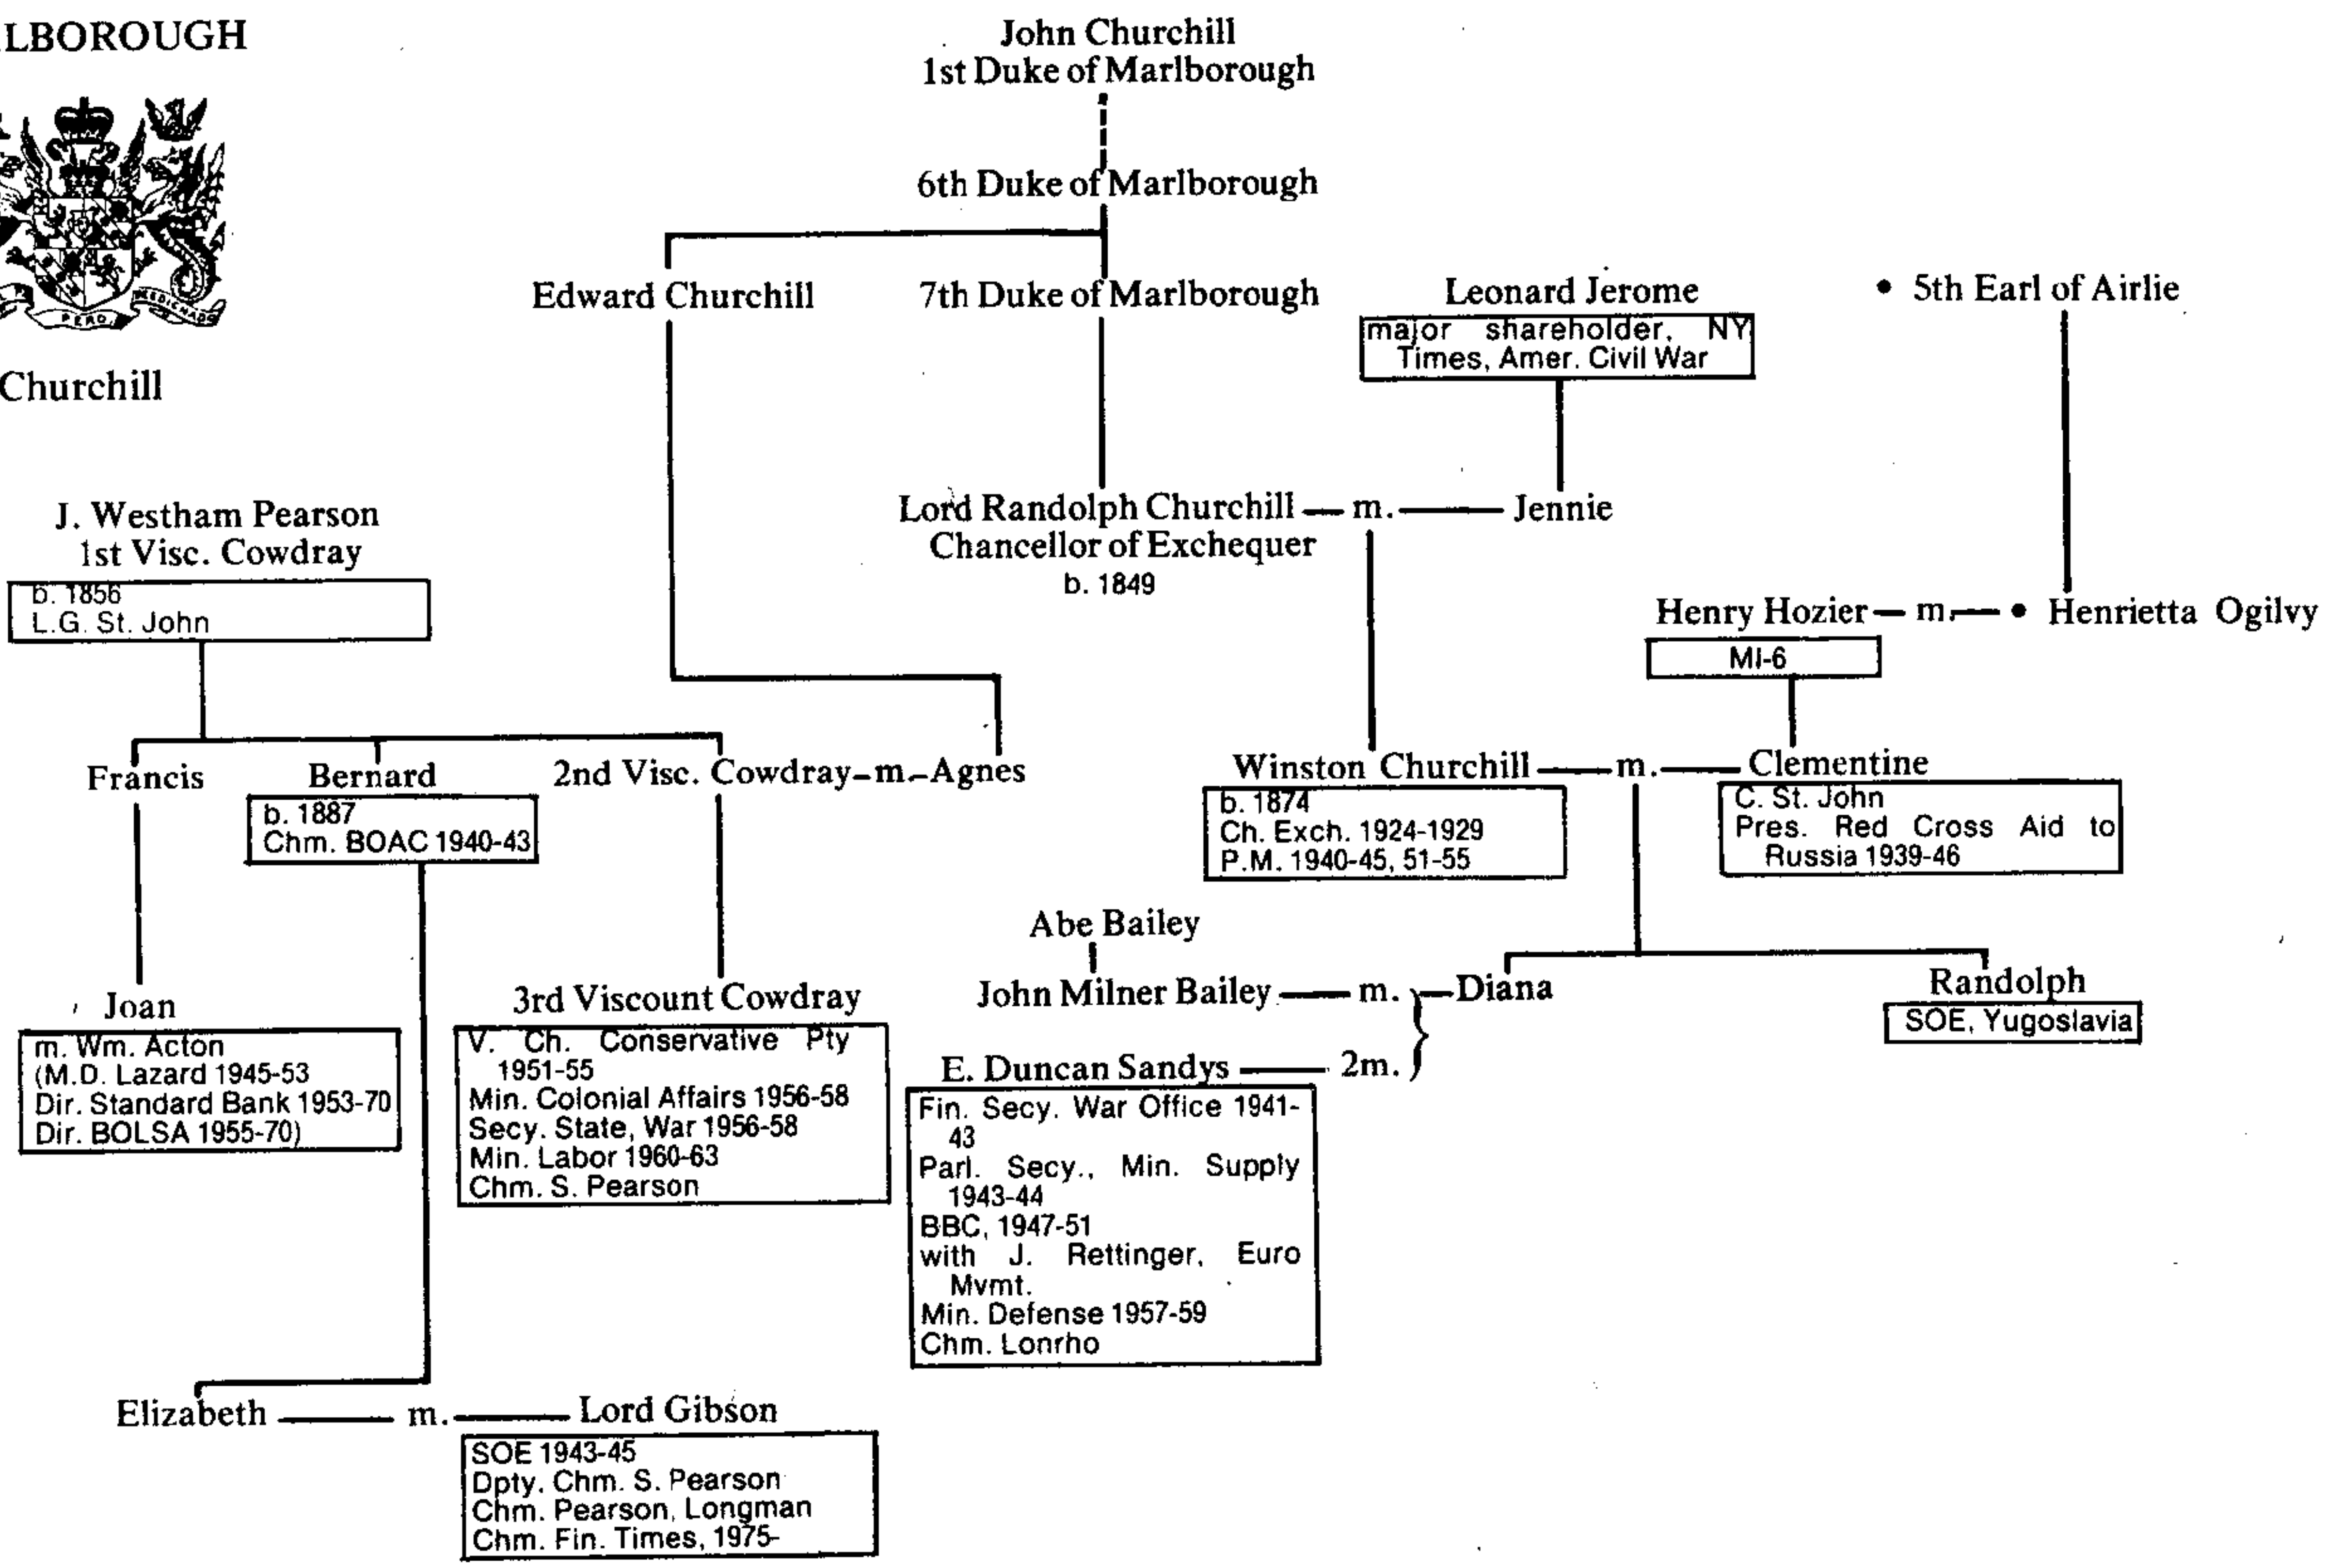 LBOROUGH
PERO
Churchill
John Churchill
1st Duke of Marlborough
6th Duke of Marlborough
Edward Churchill
7th Duke of Marlborough
Leonard Jerome
major shareholder, NY
Times, Amer. Civil War
• 5th Earl of Airlie
Lord Randolph Churchill — m. — Jennie
Chancellor of Exchequer
b. 1849
J. Westham Pearson
1st Visc. Cowdray
b. 1856
L.G. St. John
Henry Hozier — m. — • Henrietta Ogilvy
MI-6
Francis
Bernard
b. 1887
Chm. BOAC 1940-43
2nd Visc. Cowdray – m. – Agnes
Winston Churchill — m. — Clementine
b. 1874
Ch. Exch. 1924-1929
P.M. 1940-45, 51-55
C. St. John
Pres. Red Cross Aid to
Russia 1939-46
Abe Bailey
John Milner Bailey — m. } — Diana
Randolph
SOE, Yugoslavia
Joan
m. Wm. Acton
(M.D. Lazard 1945-53
Dir. Standard Bank 1953-70
Dir. BOLSA 1955-70)
3rd Viscount Cowdray
V. Ch. Conservative Pty
1951-55
Min. Colonial Affairs 1956-58
Secy. State, War 1956-58
Min. Labor 1960-63
Chm. S. Pearson
E. Duncan Sandys — 2m.
Fin. Secy. War Office 1941-
43
Parl. Secy., Min. Supply
1943-44
BBC, 1947-51
with J. Rettinger, Euro
Mvmt.
Min. Defense 1957-59
Chm. Lonrho
Elizabeth — m. — Lord Gibson
SOE 1943-45
Dpty. Chm. S. Pearson
Chm. Pearson, Longman
Chm. Fin. Times, 1975-